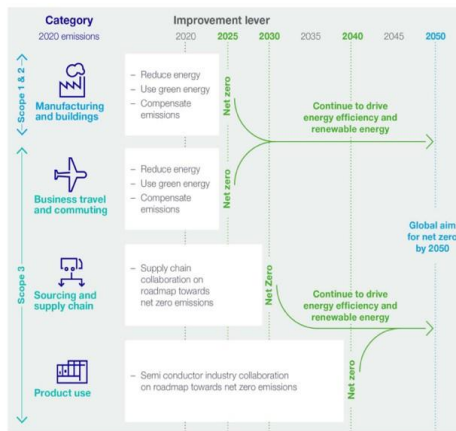 Category
2020 emissions
Improvement lever
2020
2025
2030
2035
2040
2045
2050
Scope 1 & 2
Manufacturing
and buildings
– Reduce energy
– Use green energy
– Compensate
emissions
Net zero
Continue to drive
energy efficiency and
renewable energy
Scope 3
Business travel
and commuting
– Reduce energy
– Use green energy
– Compensate
emissions
Net zero
Global aim
for net zero
by 2050
Sourcing and
supply chain
– Supply chain
collaboration on
roadmap towards
net zero emissions
Net Zero
Continue to drive
energy efficiency and
renewable energy
Product use
– Semi conductor industry collaboration
on roadmap towards net zero emissions
Net zero